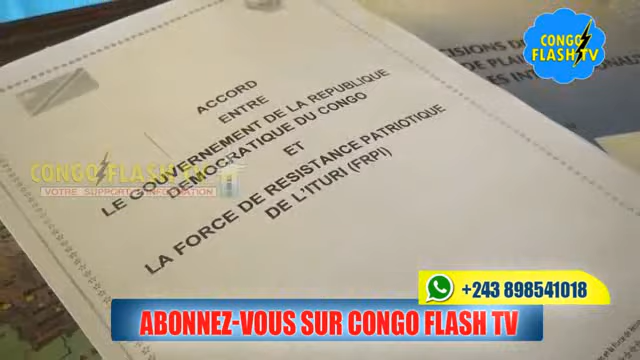 CONGO
FLASH TV
ACCORD
ENTRE
LE GOUVERNEMENT DE LA REPUBLIQUE
DEMOCRATIQUE DU CONGO
ET
LA FORCE DE RESISTANCE PATRIOTIQUE
DE L'ITURI (FRPI)
CONGO FLASH TV
VOTRE SUPPORT D'INFORMATION
+243 898541018
ABONNEZ-VOUS SUR CONGO FLASH TV